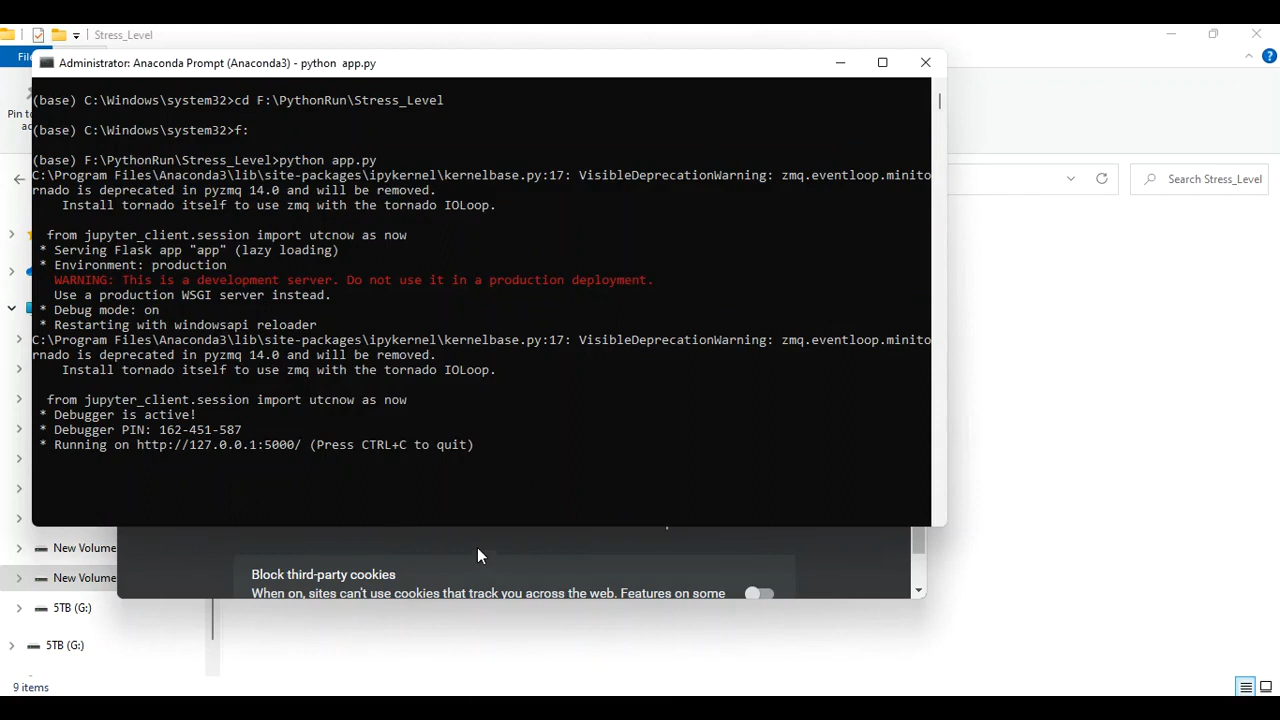 Stress_Level
Fil
Administrator: Anaconda Prompt (Anaconda3) - python  app.py
Pin to
(base) C:\Windows\system32>cd F:\PythonRun\Stress_Level
(base) C:\Windows\system32>f:
(base) F:\PythonRun\Stress_Level>python app.py
C:\Program Files\Anaconda3\lib\site-packages\ipykernel\kernelbase.py:17: VisibleDeprecationWarning: zmq.eventloop.minito
rnado is deprecated in pyzmq 14.0 and will be removed.
    Install tornado itself to use zmq with the tornado IOLoop.
  from jupyter_client.session import utcnow as now
 * Serving Flask app "app" (lazy loading)
 * Environment: production
   WARNING: This is a development server. Do not use it in a production deployment.
   Use a production WSGI server instead.
 * Debug mode: on
 * Restarting with windowsapi reloader
C:\Program Files\Anaconda3\lib\site-packages\ipykernel\kernelbase.py:17: VisibleDeprecationWarning: zmq.eventloop.minito
rnado is deprecated in pyzmq 14.0 and will be removed.
    Install tornado itself to use zmq with the tornado IOLoop.
  from jupyter_client.session import utcnow as now
 * Debugger is active!
 * Debugger PIN: 162-451-587
 * Running on http://127.0.0.1:5000/ (Press CTRL+C to quit)
Search Stress_Level
New Volume
New Volume
5TB (G:)
5TB (G:)
Block third-party cookies
When on, sites can't use cookies that track you across the web. Features on some
9 items